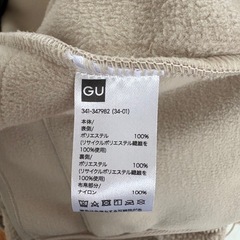 GU
341-347982 (34-01)
本体/
表側/
ポリエステル 100%
(リサイクルポリエステル繊維を
100%使用)
裏側/
ポリエステル 100%
(リサイクルポリエステル繊維を
100%使用)
布帛部分/
ナイロン 100%